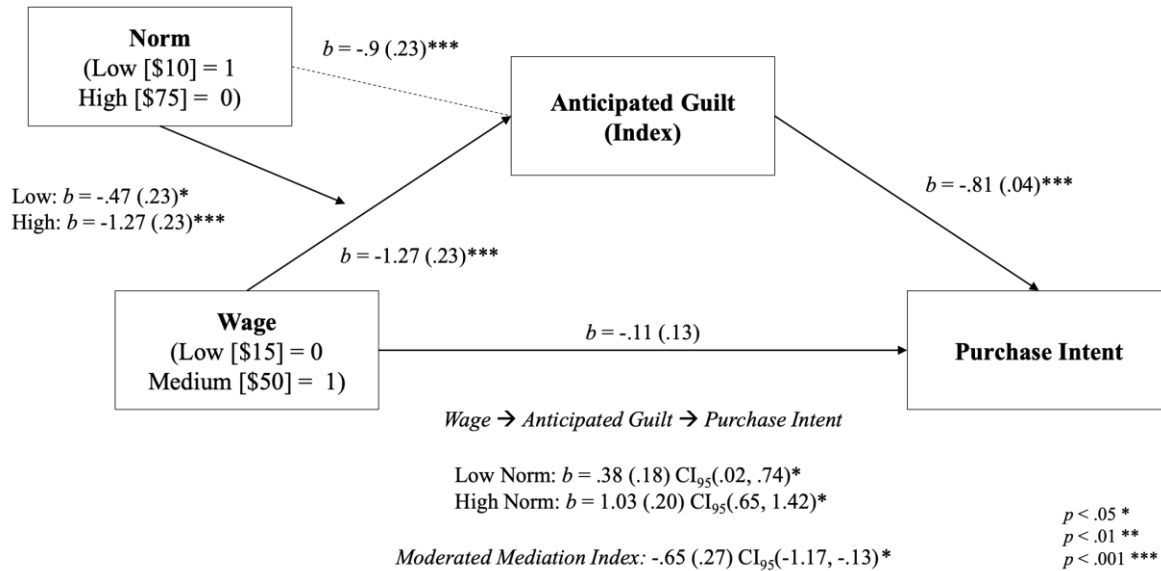 Norm
(Low [$10] = 1
High [$75] =  0)
b = -.9 (.23)***
Anticipated Guilt
(Index)
Low: b = -.47 (.23)*
High: b = -1.27 (.23)***
b = -.81 (.04)***
b = -1.27 (.23)***
Wage
(Low [$15] = 0
Medium [$50] =  1)
b = -.11 (.13)
Purchase Intent
Wage → Anticipated Guilt → Purchase Intent
Low Norm: b = .38 (.18) CI₉₅(.02, .74)*
High Norm: b = 1.03 (.20) CI₉₅(.65, 1.42)*
Moderated Mediation Index: -.65 (.27) CI₉₅(-1.17, -.13)*
p < .05 *
p < .01 **
p < .001 ***